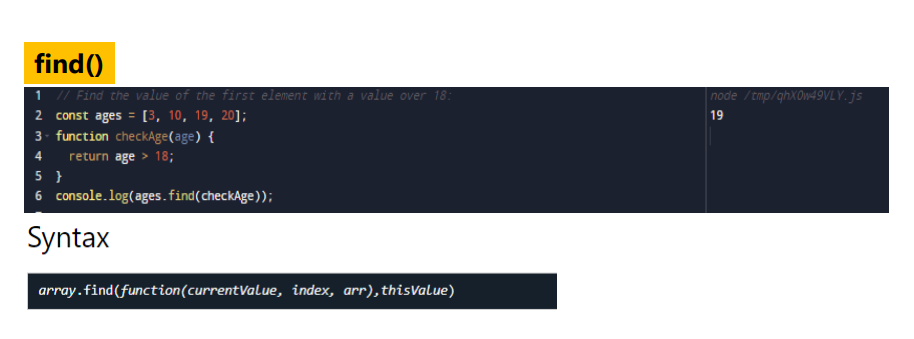 find()
1 // Find the value of the first element with a value over 18:
node /tmp/qhX0w49VLY.js
2 const ages = [3, 10, 19, 20];
19
3 function checkAge(age) {
4 return age > 18;
5 }
6 console.log(ages.find(checkAge));
Syntax
array.find(function(currentValue, index, arr),thisValue)